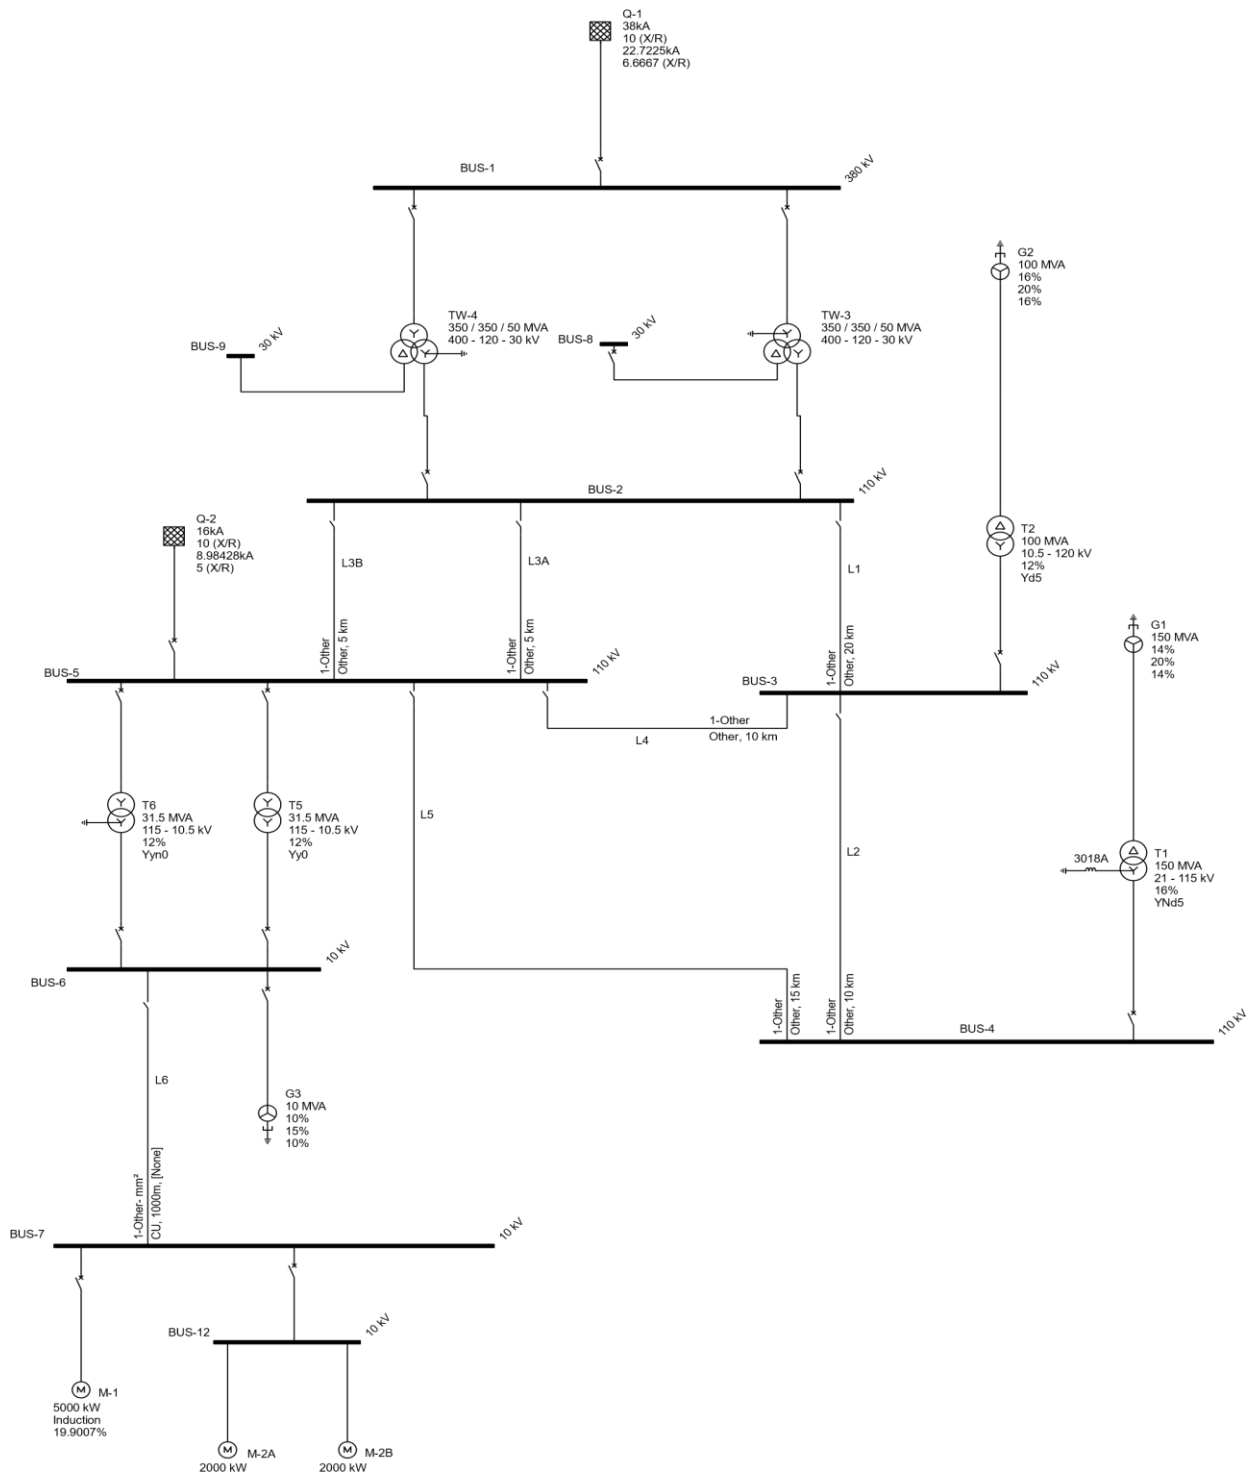 Q-1
38kA
10 (X/R)
22.7225kA
6.6667 (X/R)
BUS-1
380 kV
G2
100 MVA
16%
20%
16%
TW-4
350 / 350 / 50 MVA
400 - 120 - 30 kV
TW-3
350 / 350 / 50 MVA
400 - 120 - 30 kV
BUS-9
30 kV
BUS-8
30 kV
BUS-2
110 kV
Q-2
16kA
10 (X/R)
8.98428kA
5 (X/R)
L3B
L3A
L1
T2
100 MVA
10.5 - 120 kV
12%
Yd5
1-Other
Other, 5 km
1-Other
Other, 5 km
1-Other
Other, 20 km
G1
150 MVA
14%
20%
14%
BUS-5
110 kV
BUS-3
110 kV
1-Other
Other, 10 km
L4
T6
31.5 MVA
115 - 10.5 kV
12%
Yyn0
T5
31.5 MVA
115 - 10.5 kV
12%
Yy0
L5
L2
3018A
T1
150 MVA
21 - 115 kV
16%
YNd5
BUS-6
10 kV
1-Other
Other, 15 km
1-Other
Other, 10 km
BUS-4
110 kV
L6
G3
10 MVA
10%
15%
10%
1-Other- mm²
CU, 1000m, [None]
BUS-7
10 kV
BUS-12
10 kV
M
M-1
5000 kW
Induction
19.9007%
M
M-2A
2000 kW
M
M-2B
2000 kW